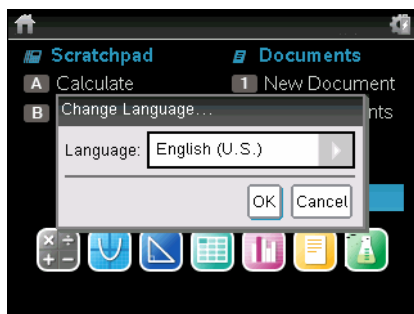 Scratchpad Documents
A Calculate 1 New Document
B nts
Change Language...
Language: English (U.S.)
OK Cancel